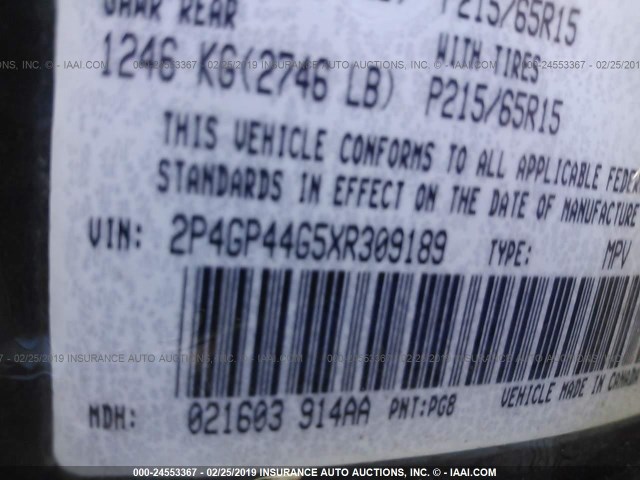 P215/65R15
GAWR REAR WITH TIRES
1246 KG(2746 LB) P215/65R15
THIS VEHICLE CONFORMS TO ALL APPLICABLE
STANDARDS IN EFFECT ON THE DATE OF MANUFACTURE
VIN: 2P4GP44G5XR309189 TYPE: MPV
VEHICLE MADE IN
MDH: 021603 914AA PNT:PG8
000-24553367 - 02/25/2019 INSURANCE AUTO AUCTIONS, INC. © - IAAI.COM